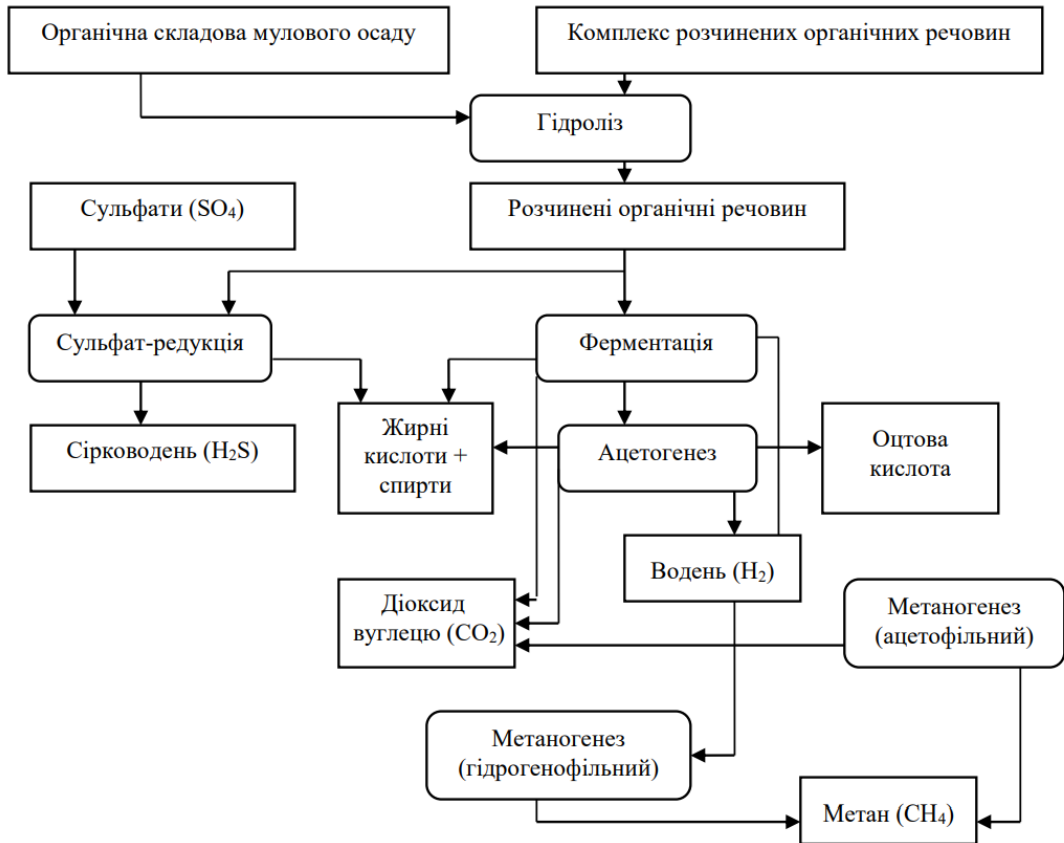 Органічна складова мулового осаду
Комплекс розчинених органічних речовин
Гідроліз
Сульфати (SO₄)
Розчинені органічні речовин
Сульфат-редукція
Ферментація
Сірководень (H₂S)
Жирні
кислоти +
спирти
Ацетогенез
Оцтова
кислота
Водень (H₂)
Діоксид
вуглецю (CO₂)
Метаногенез
(ацетофільний)
Метаногенез
(гідрогенофільний)
Метан (CH₄)